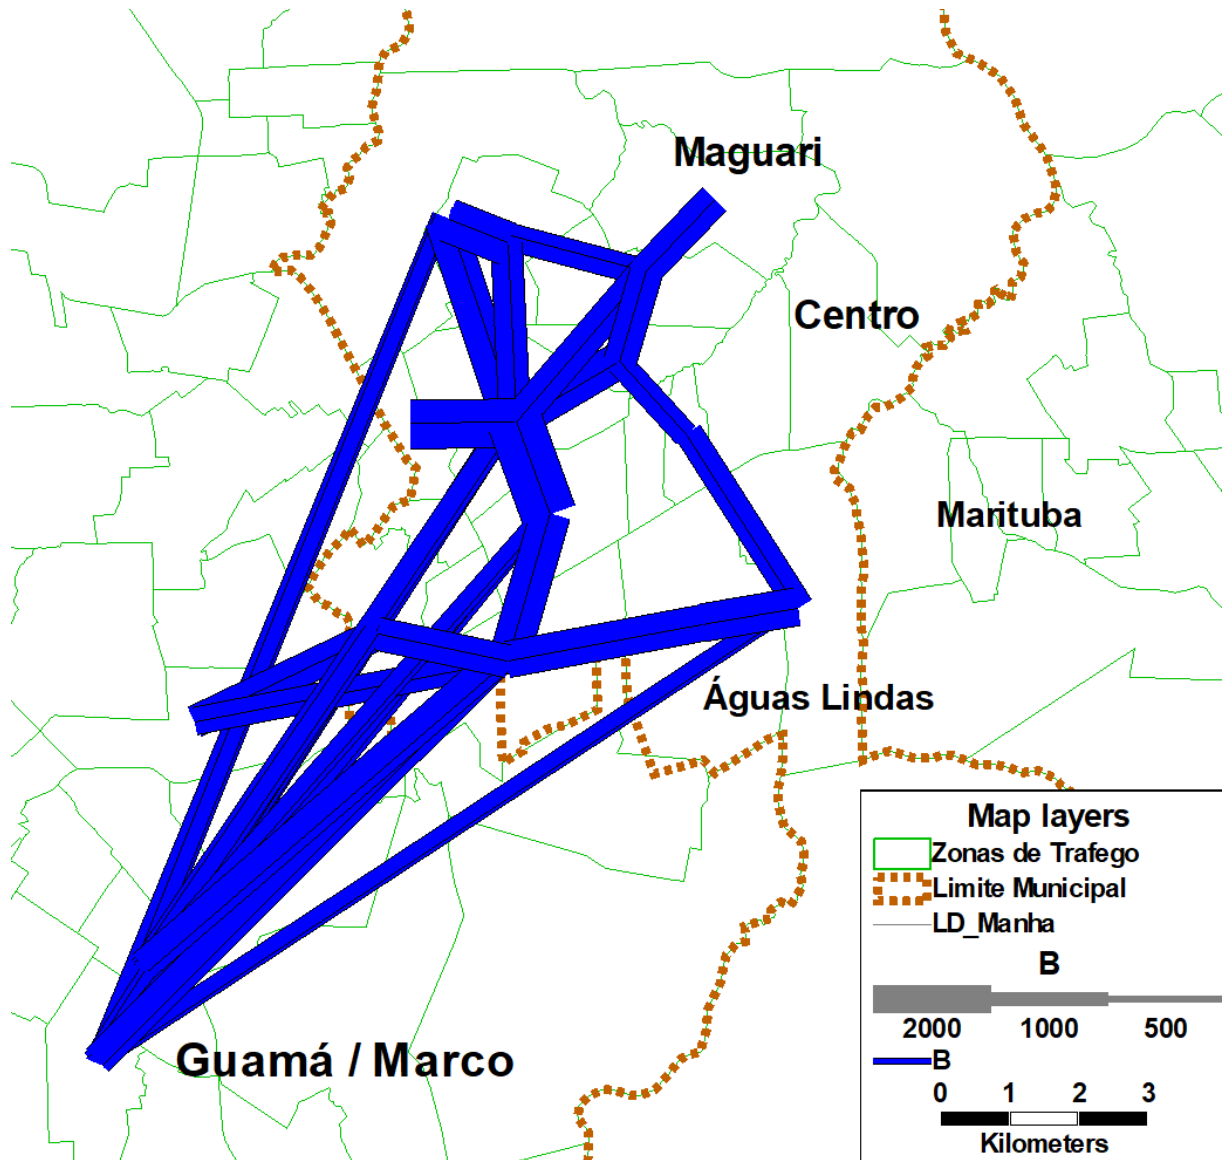 Maguari
Centro
Marituba
Águas Lindas
Guamá / Marco
Map layers
Zonas de Trafego
Limite Municipal
LD_Manha
B
2000 1000 500
B
0 1 2 3
Kilometers